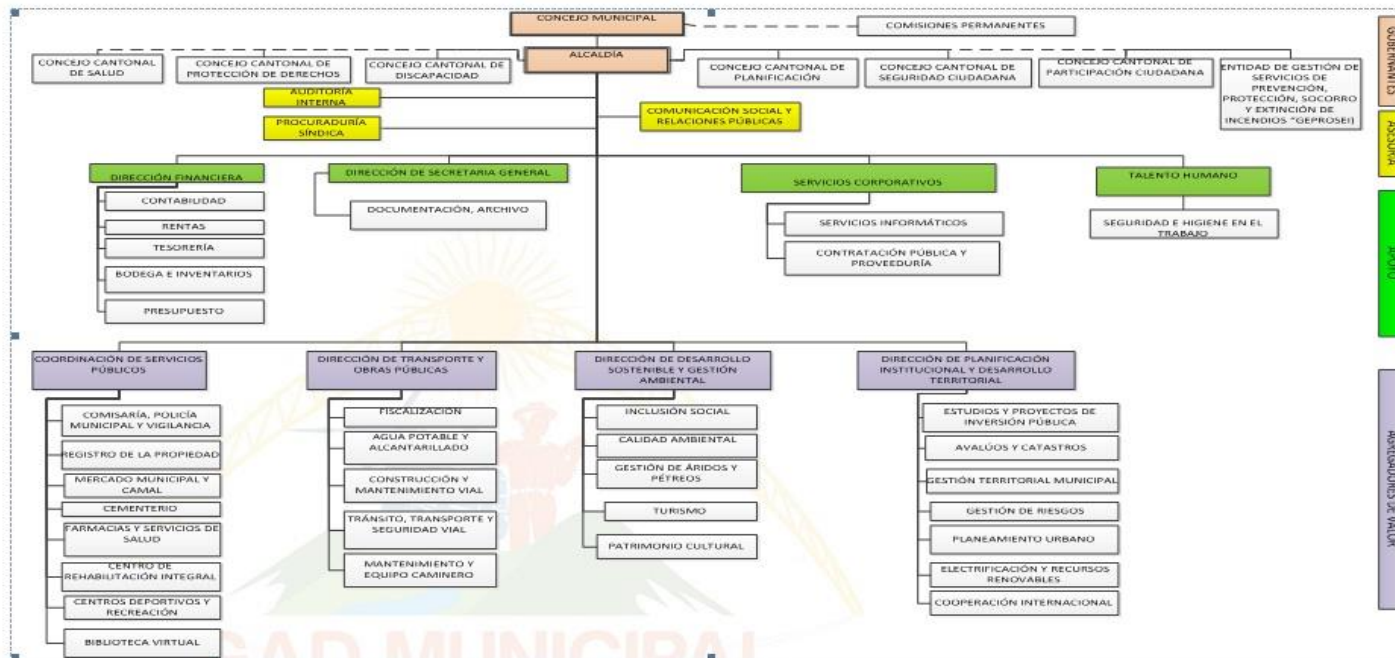 CONCEJO MUNICIPAL
COMISIONES PERMANENTES
ALCALDÍA
CONCEJO CANTONAL
DE SALUD
CONCEJO CANTONAL DE
PROTECCIÓN DE DERECHOS
CONCEJO CANTONAL DE
DISCAPACIDAD
CONCEJO CANTONAL DE
PLANIFICACIÓN
CONCEJO CANTONAL DE
SEGURIDAD CIUDADANA
CONCEJO CANTONAL DE
PARTICIPACIÓN CIUDADANA
ENTIDAD DE GESTIÓN DE
SERVICIOS DE
PREVENCIÓN,
PROTECCIÓN, SOCORRO
Y EXTINCIÓN DE
INCENDIOS "GEPROSEI)
AUDITORÍA
INTERNA
PROCURADURÍA
SÍNDICA
COMUNICACIÓN SOCIAL Y
RELACIONES PÚBLICAS
GOBERNANTES
ASESORIA
DIRECCIÓN FINANCIERA
CONTABILIDAD
RENTAS
TESORERÍA
BODEGA E INVENTARIOS
PRESUPUESTO
DIRECCIÓN DE SECRETARIA GENERAL
DOCUMENTACIÓN, ARCHIVO
SERVICIOS CORPORATIVOS
SERVICIOS INFORMÁTICOS
CONTRATACIÓN PÚBLICA Y
PROVEEDURÍA
TALENTO HUMANO
SEGURIDAD E HIGIENE EN EL
TRABAJO
APOYO
COORDINACIÓN DE SERVICIOS
PÚBLICOS
COMISARÍA, POLICÍA
MUNICIPAL Y VIGILANCIA
REGISTRO DE LA PROPIEDAD
MERCADO MUNICIPAL Y
CAMAL
CEMENTERIO
FARMACIAS Y SERVICIOS DE
SALUD
CENTRO DE
REHABILITACIÓN INTEGRAL
CENTROS DEPORTIVOS Y
RECREACIÓN
BIBLIOTECA VIRTUAL
DIRECCIÓN DE TRANSPORTE Y
OBRAS PÚBLICAS
FISCALIZACIÓN
AGUA POTABLE Y
ALCANTARILLADO
CONSTRUCCIÓN Y
MANTENIMIENTO VIAL
TRÁNSITO, TRANSPORTE Y
SEGURIDAD VIAL
MANTENIMIENTO Y
EQUIPO CAMINERO
DIRECCIÓN DE DESARROLLO
SOSTENIBLE Y GESTIÓN
AMBIENTAL
INCLUSIÓN SOCIAL
CALIDAD AMBIENTAL
GESTIÓN DE ÁRIDOS Y
PÉTREOS
TURISMO
PATRIMONIO CULTURAL
DIRECCIÓN DE PLANIFICACIÓN
INSTITUCIONAL Y DESARROLLO
TERRITORIAL
ESTUDIOS Y PROYECTOS DE
INVERSIÓN PÚBLICA
AVALÚOS Y CATASTROS
GESTIÓN TERRITORIAL MUNICIPAL
GESTIÓN DE RIESGOS
PLANEAMIENTO URBANO
ELECTRIFICACIÓN Y RECURSOS
RENOVABLES
COOPERACIÓN INTERNACIONAL
AGREGADORES DE VALOR
GAD MUNICIPAL